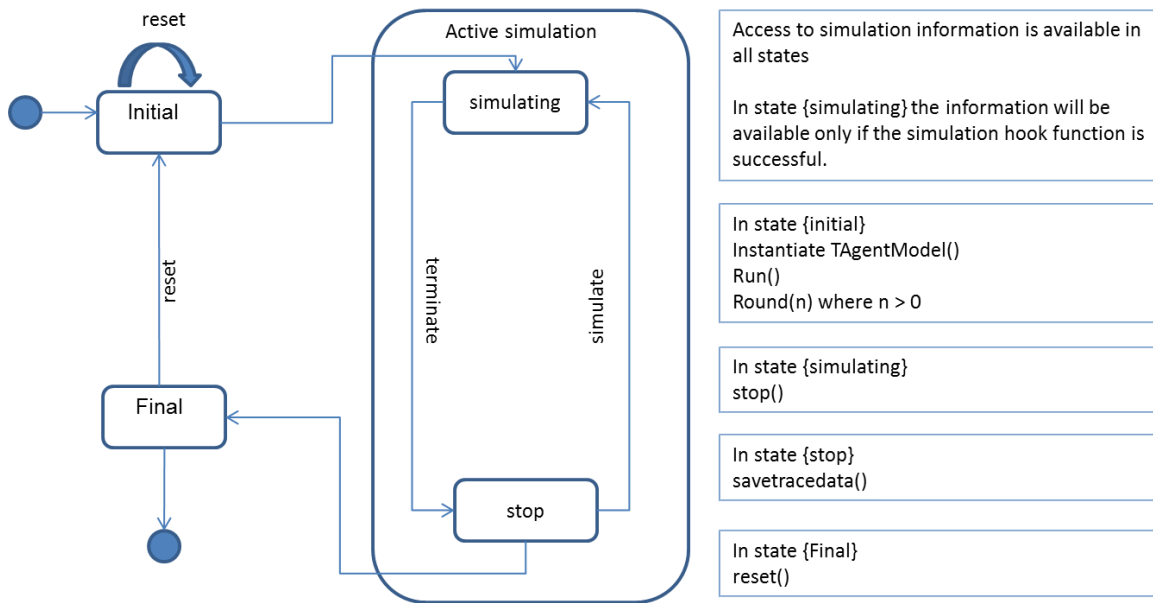 reset
Initial
Active simulation
simulating
terminate
simulate
reset
Final
stop
Access to simulation information is available in
all states
In state {simulating} the information will be
available only if the simulation hook function is
successful.
In state {initial}
Instantiate TAgentModel()
Run()
Round(n) where n > 0
In state {simulating}
stop()
In state {stop}
savetracedata()
In state {Final}
reset()